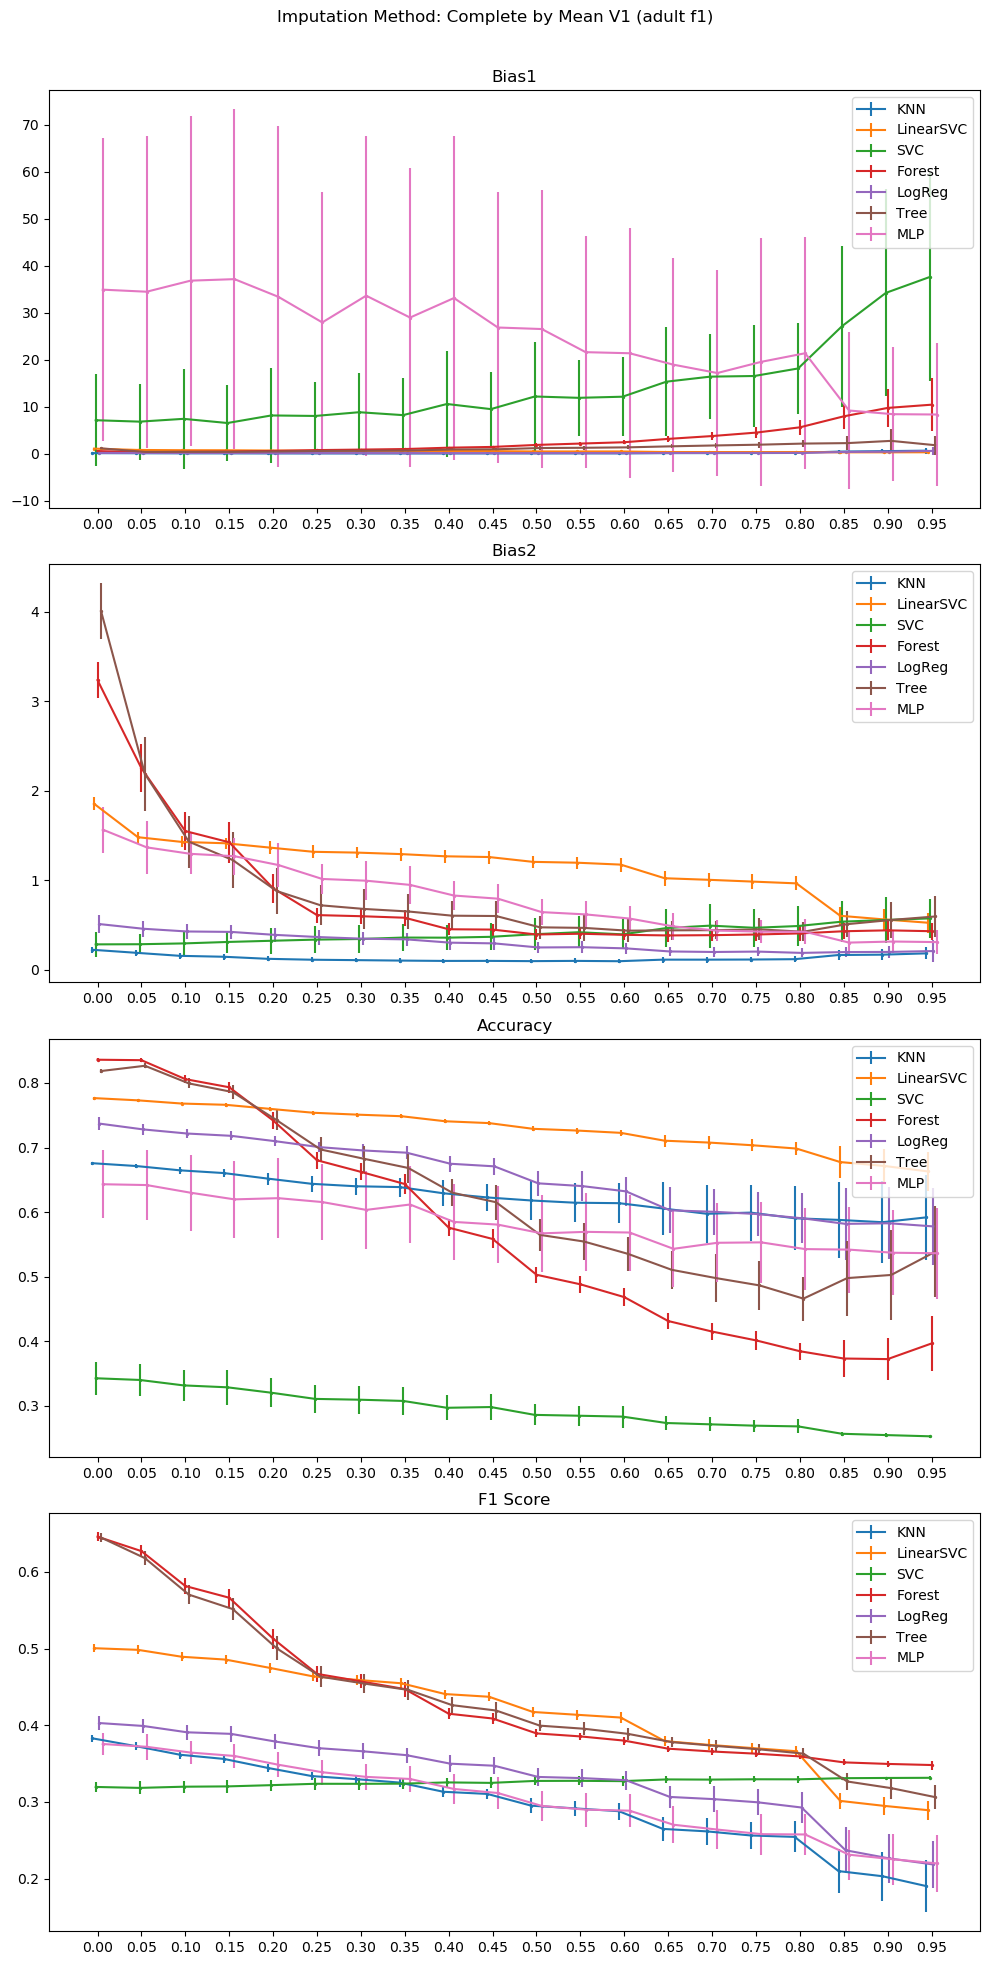 Imputation Method: Complete by Mean V1 (adult f1)
Bias1
70
60
50
40
30
20
10
0
−10
KNN
LinearSVC
SVC
Forest
LogReg
Tree
MLP
0.00 0.05 0.10 0.15 0.20 0.25 0.30 0.35 0.40 0.45 0.50 0.55 0.60 0.65 0.70 0.75 0.80 0.85 0.90 0.95
Bias2
4
3
2
1
0
KNN
LinearSVC
SVC
Forest
LogReg
Tree
MLP
0.00 0.05 0.10 0.15 0.20 0.25 0.30 0.35 0.40 0.45 0.50 0.55 0.60 0.65 0.70 0.75 0.80 0.85 0.90 0.95
Accuracy
0.8
0.7
0.6
0.5
0.4
0.3
KNN
LinearSVC
SVC
Forest
LogReg
Tree
MLP
0.00 0.05 0.10 0.15 0.20 0.25 0.30 0.35 0.40 0.45 0.50 0.55 0.60 0.65 0.70 0.75 0.80 0.85 0.90 0.95
F1 Score
0.6
0.5
0.4
0.3
0.2
KNN
LinearSVC
SVC
Forest
LogReg
Tree
MLP
0.00 0.05 0.10 0.15 0.20 0.25 0.30 0.35 0.40 0.45 0.50 0.55 0.60 0.65 0.70 0.75 0.80 0.85 0.90 0.95